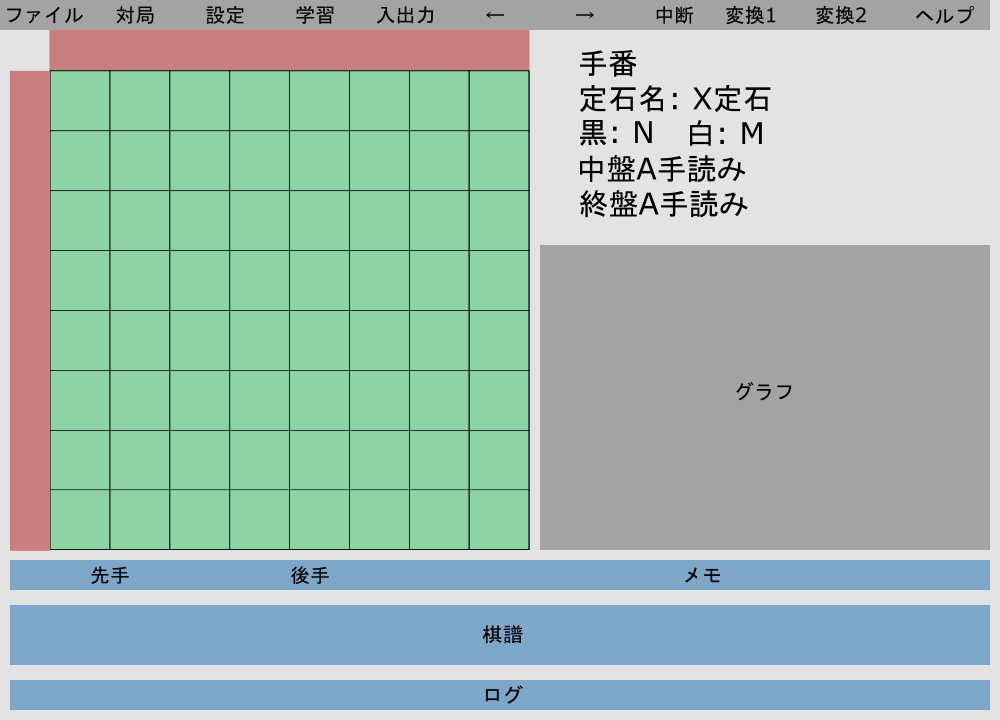 ファイル 対局 設定 学習 入出力 ← → 中断 変換1 変換2 ヘルプ
手番
定石名: X定石
黒: N 白: M
中盤A手読み
終盤A手読み
グラフ
先手 後手 メモ
棋譜
ログ